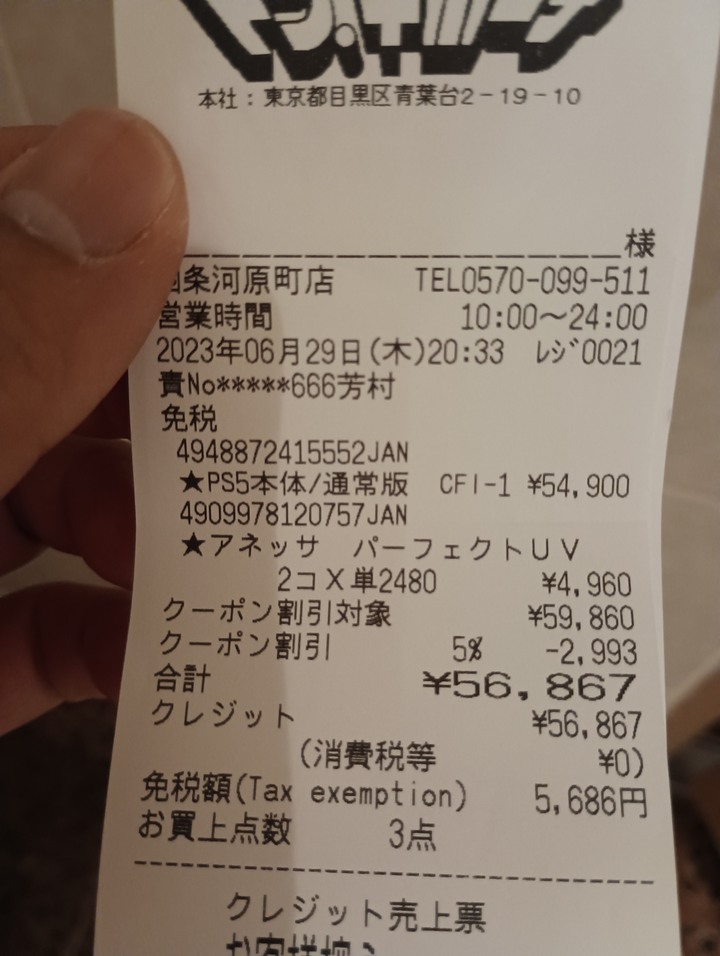 本社：東京都目黒区青葉台2-19-10
様
条河原町店 TEL0570-099-511
営業時間 10:00～24:00
2023年06月29日(木)20:33 ﾚｼﾞ0021
責No*****666芳村
免税
4948872415552JAN
★PS5本体/通常版 CFI-1 ¥54,900
4909978120757JAN
★アネッサ パーフェクトUV
2コX単2480 ¥4,960
クーポン割引対象 ¥59,860
クーポン割引 5% -2,993
合計 ¥56,867
クレジット ¥56,867
(消費税等 ¥0)
免税額(Tax exemption) 5,686円
お買上点数 3点
クレジット売上票